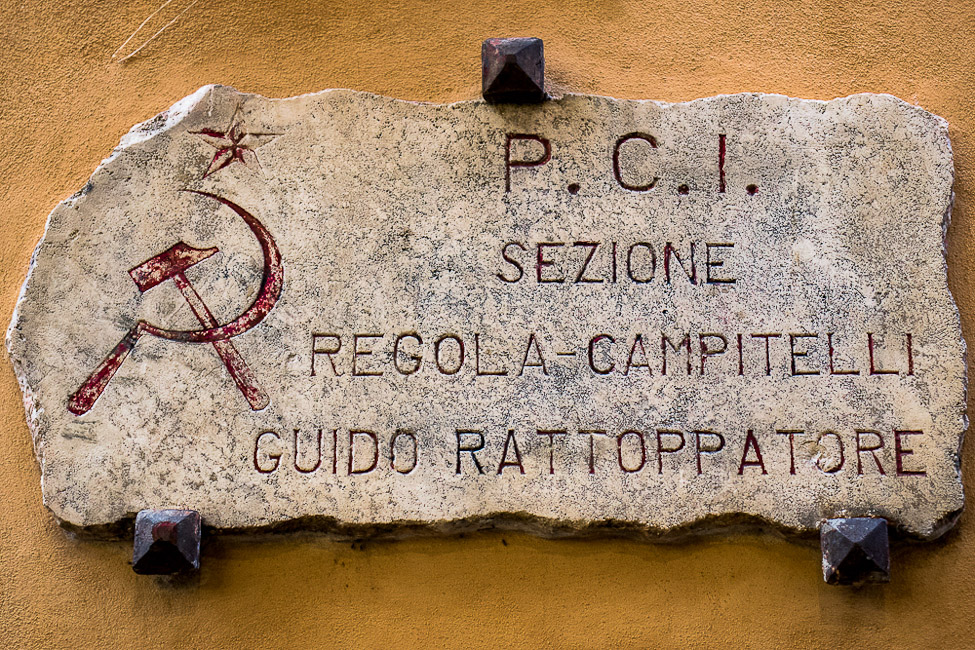 P.C.I.
SEZIONE
REGOLA-CAMPITELLI
GUIDO RATTOPPATORE